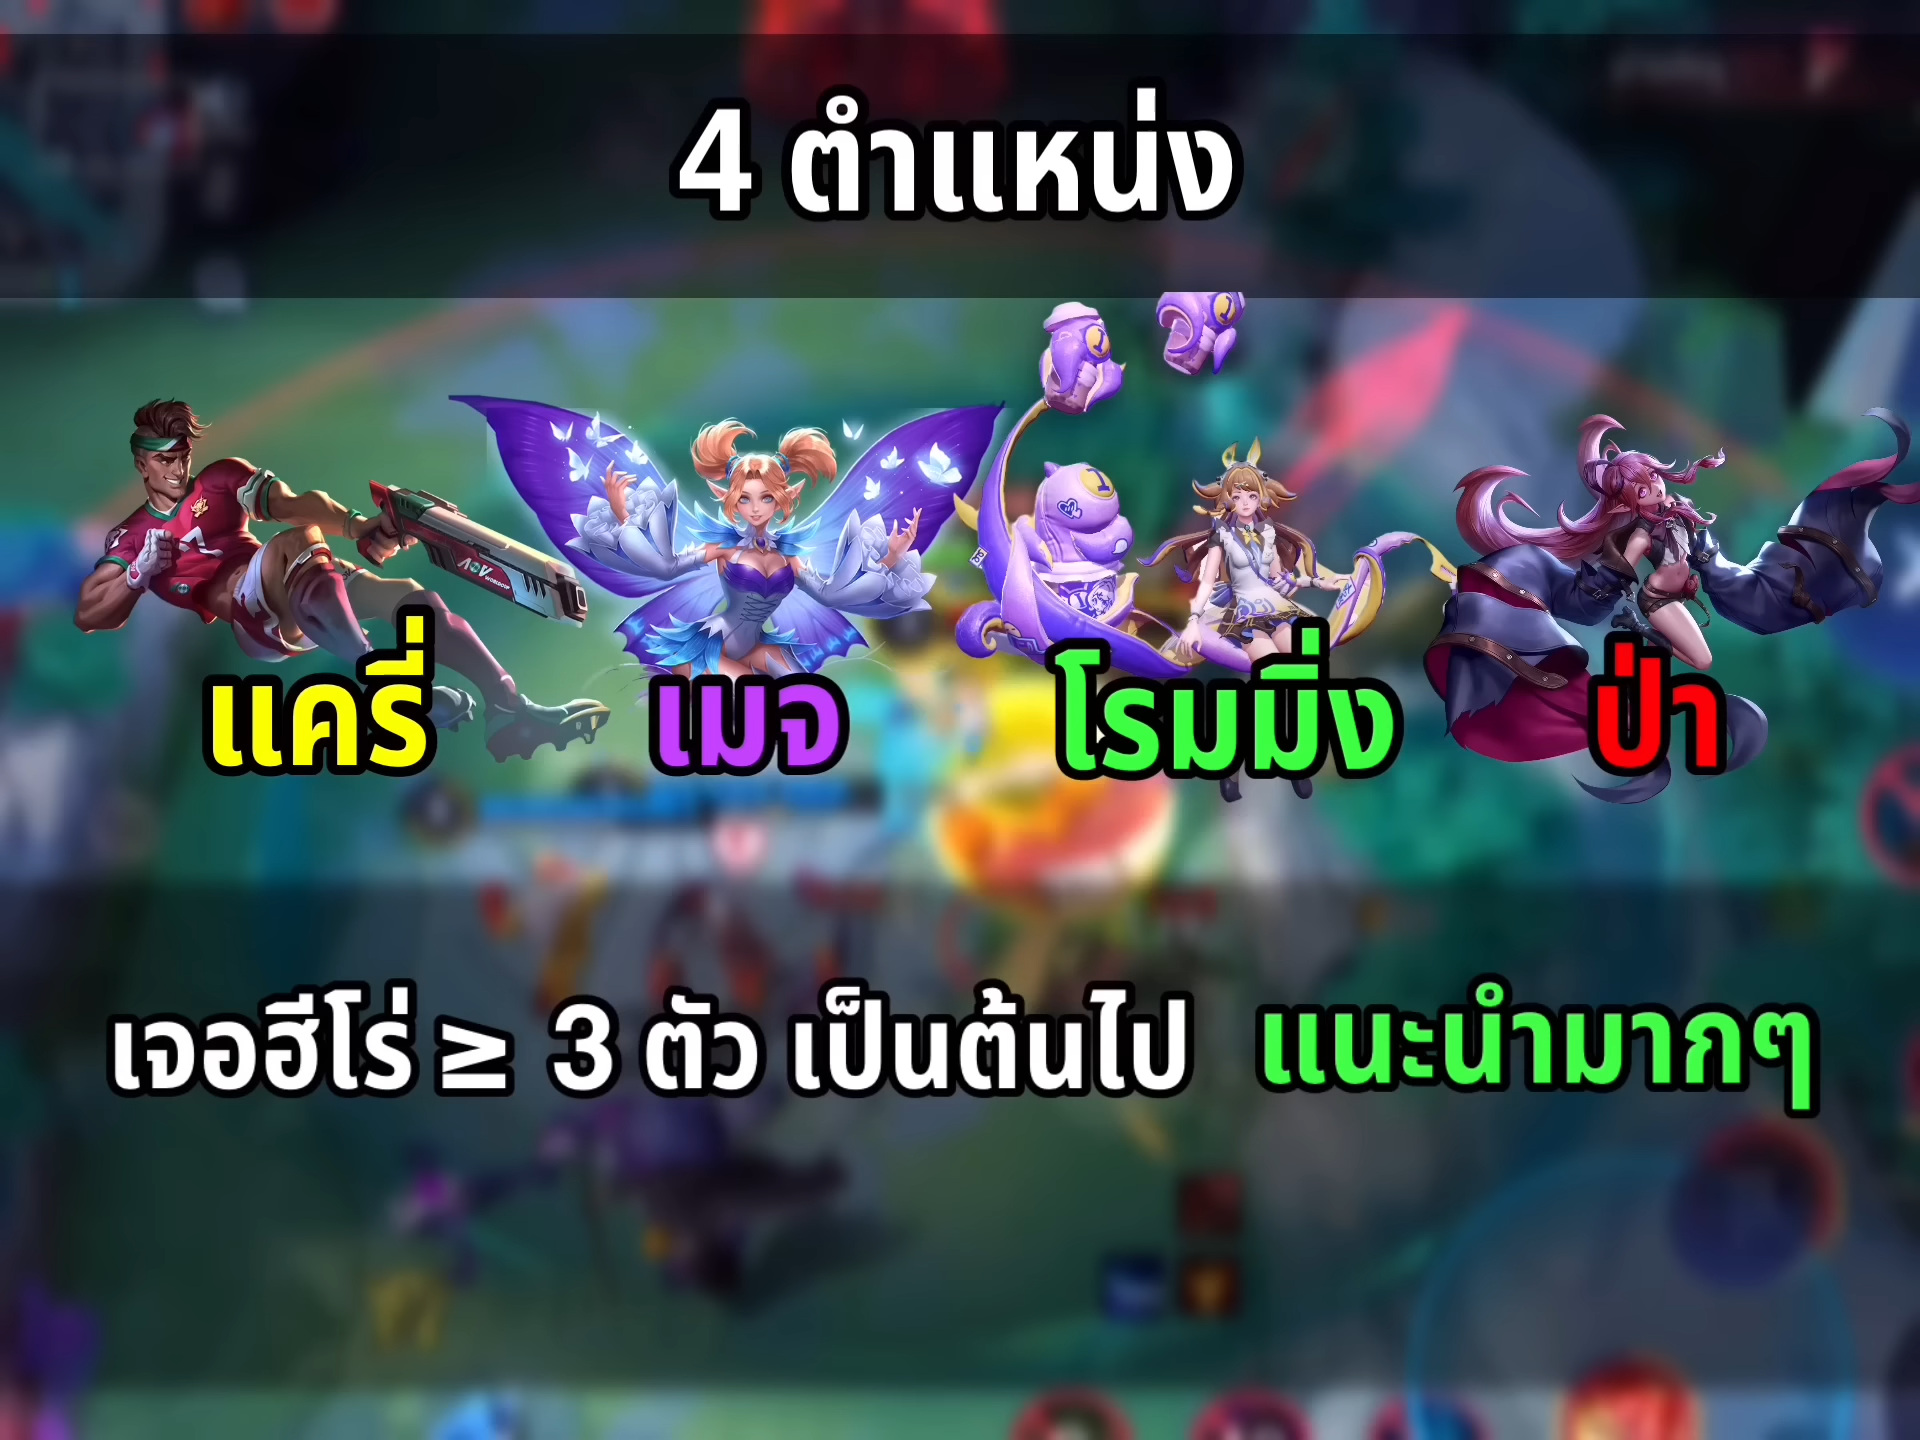 4 ตำแหน่ง
AOV
WORLDCUP
แครี่ เมจ โรมมิ่ง ป่า
เจอฮีโร่ ≥ 3 ตัว เป็นต้นไป แนะนำมากๆ